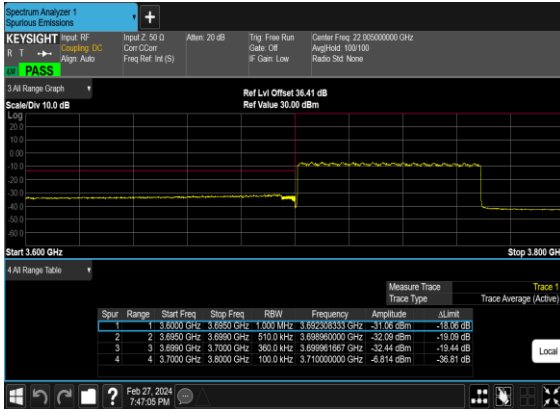 Spectrum Analyzer 1
Spurious Emissions
+
KEYSIGHT
R T
Input: RF
Coupling: DC
Align: Auto
Input Z: 50 Ω
Corr CCorr
Freq Ref: Int (S)
Atten: 20 dB
Trig: Free Run
Gate: Off
IF Gain: Low
Center Freq: 22.005000000 GHz
Avg|Hold: 100/100
Radio Std: None
PASS
3 All Range Graph
Scale/Div 10.0 dB
Ref Lvl Offset 36.41 dB
Ref Value 30.00 dBm
Log
20.0
10.0
0.00
-10.0
-20.0
-30.0
-40.0
-50.0
-60.0
Start 3.600 GHz
Stop 3.800 GH
4 All Range Table
Measure Trace Trace 1
Trace Type Trace Average (Active)
Spur Range Start Freq Stop Freq RBW Frequency Amplitude ΔLimit
1 1 3.6000 GHz 3.6950 GHz 1.000 MHz 3.692308333 GHz -31.06 dBm -18.06 dB
2 2 3.6950 GHz 3.6990 GHz 510.0 kHz 3.698960000 GHz -32.09 dBm -19.09 dB
3 3 3.6990 GHz 3.7000 GHz 360.0 kHz 3.699961667 GHz -32.44 dBm -19.44 dB
4 4 3.7000 GHz 3.8000 GHz 100.0 kHz 3.710000000 GHz -6.814 dBm -36.81 dB
Local
?
Feb 27, 2024
7:47:05 PM